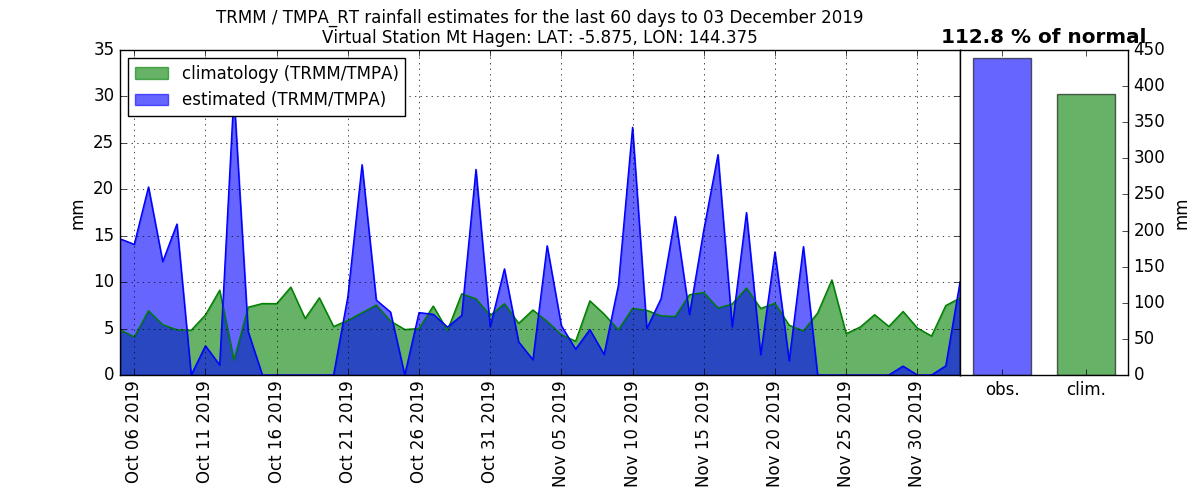 TRMM / TMPA_RT rainfall estimates for the last 60 days to 03 December 2019
Virtual Station Mt Hagen: LAT: -5.875, LON: 144.375
112.8 % of normal
climatology (TRMM/TMPA)
estimated (TRMM/TMPA)
35
30
25
20
15
10
5
0
mm
Oct 06 2019
Oct 11 2019
Oct 16 2019
Oct 21 2019
Oct 26 2019
Oct 31 2019
Nov 05 2019
Nov 10 2019
Nov 15 2019
Nov 20 2019
Nov 25 2019
Nov 30 2019
450
400
350
300
250
200
150
100
50
0
mm
obs.
clim.